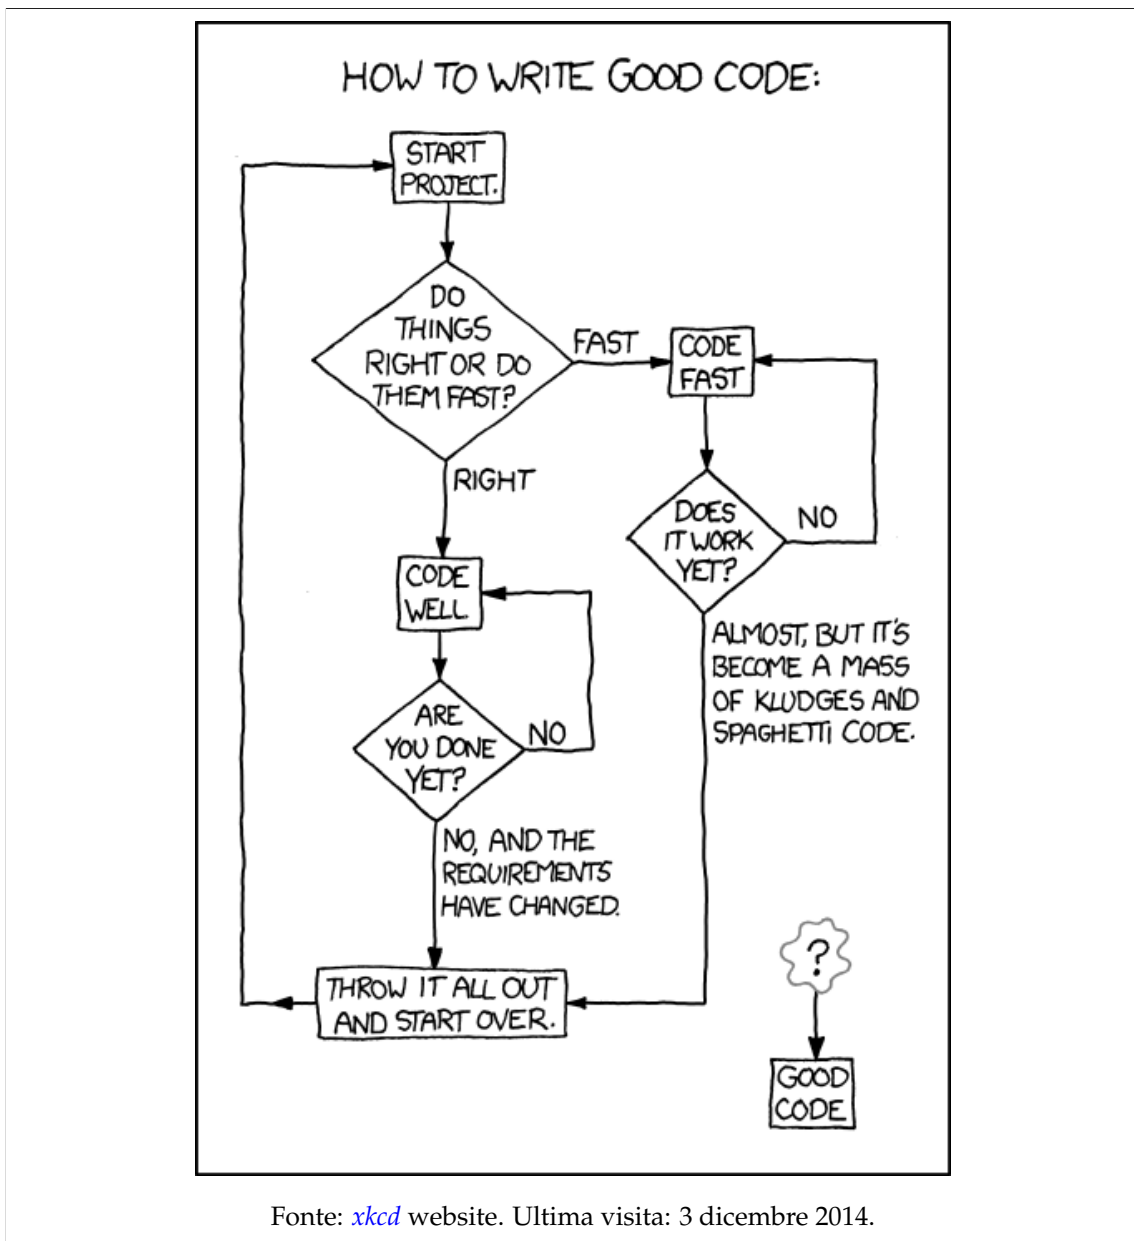 HOW TO WRITE GOOD CODE:
START
PROJECT.
DO
THINGS
RIGHT OR DO
THEM FAST?
FAST
CODE
FAST
RIGHT
DOES
IT WORK
YET?
NO
CODE
WELL
ALMOST, BUT IT'S
BECOME A MASS
OF KLUDGES AND
SPAGHETTI CODE.
ARE
YOU DONE
YET?
NO
NO, AND THE
REQUIREMENTS
HAVE CHANGED.
?
THROW IT ALL OUT
AND START OVER.
GOOD
CODE
Fonte: xkcd website. Ultima visita: 3 dicembre 2014.